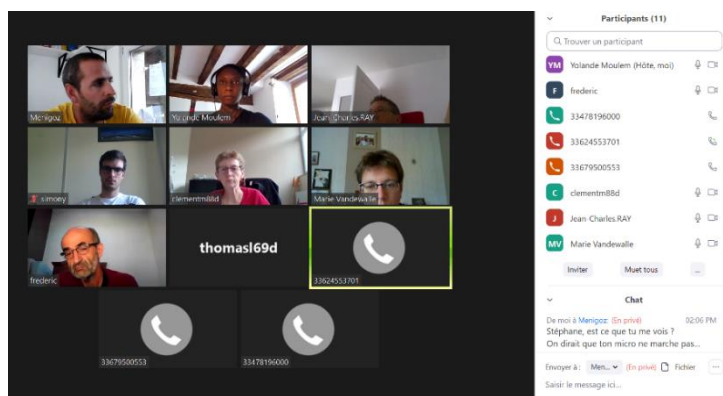 Menigoz
Yolande Moulem
Jean-Charles.RAY
simony
clementm88d
Marie Vandewalle
frederic
thomasl69d
33624553701
33679500553
33478196000
Participants (11)
Trouver un participant
YM Yolande Moulem (Hôte, moi)
F frederic
33478196000
33624553701
33679500553
C clementm88d
J Jean-Charles.RAY
MV Marie Vandewalle
Inviter Muet tous ...
Chat
De moi à Menigoz: (En privé) 02:06 PM
Stéphane, est ce que tu me vois ?
On dirait que ton micro ne marche pas...
Envoyer à : Men... (En privé) Fichier ...
Saisir le message ici...